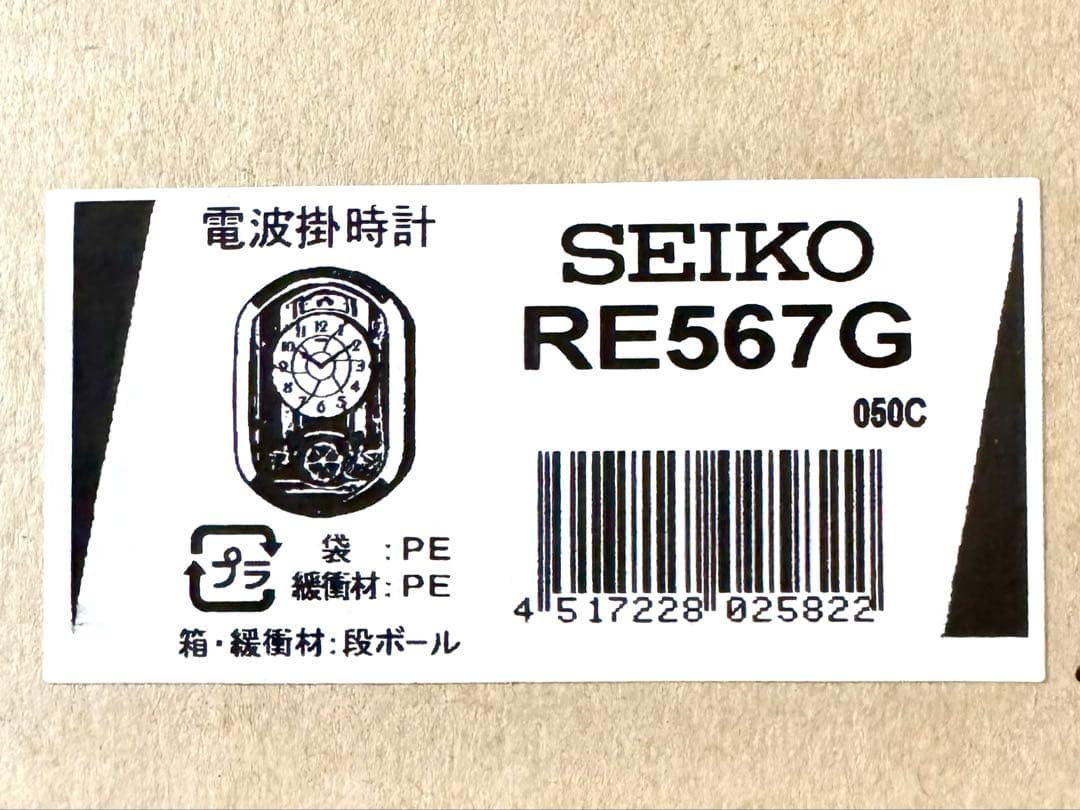 電波掛時計
SEIKO
RE567G
050C
プラ
袋 : PE
緩衝材 : PE
箱・緩衝材 : 段ボール
4 517228 025822